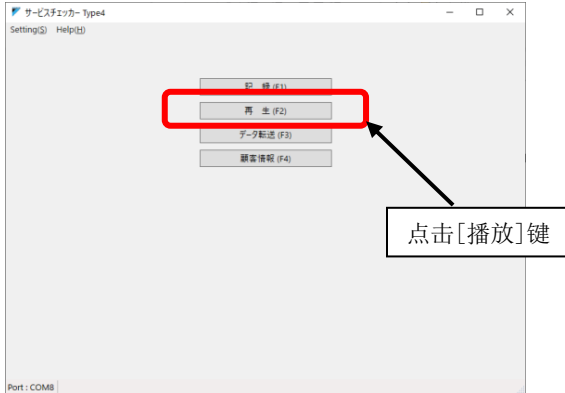 サービスチェッカー Type4
Setting(S) Help(H)
記 録 (F1)
再 生 (F2)
データ転送 (F3)
顧客情報 (F4)
点击[播放]键
Port : COM8